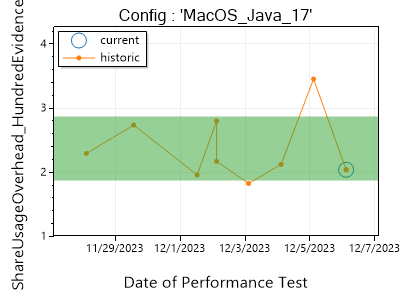 Config : 'MacOS_Java_17'
ShareUsageOverhead_HundredEvidence
current
historic
4
3
2
1
11/29/2023
12/1/2023
12/3/2023
12/5/2023
12/7/2023
Date of Performance Test